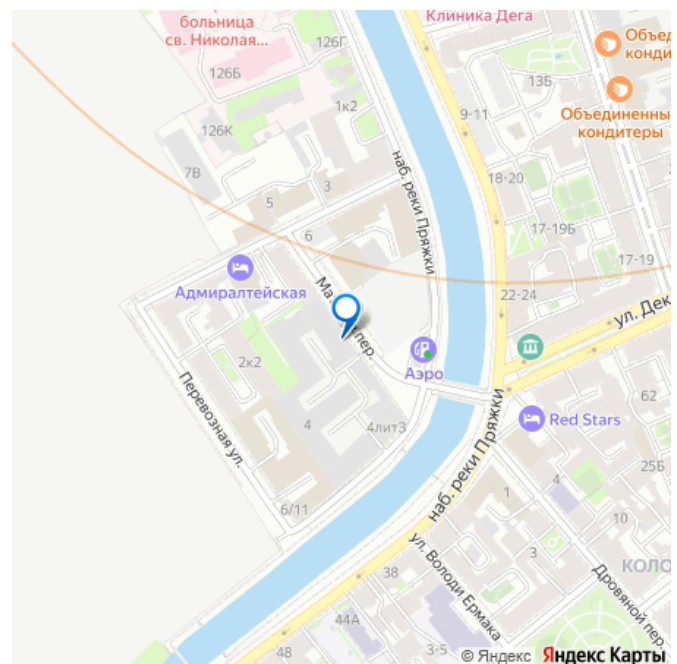 Клиника Дега
больница
св. Николая...
126Г
126Б
126К
7В
1к2
3
5
6
9-11
13Б
Объед
конди
Объединенны
кондитеры
18-20
17-19Б
17-19
22-24
наб. реки Пряжки
Адмиралтейская
пер.
Аэро
ул. Дек
2к2
4
4литЗ
6/11
Перевозная ул.
Red Stars
62
25Б
4
10
1
3
наб. реки Пряжки
ул. Володи Ермака
КОЛО
Дровяной пер.
38
44А
48
3-5
© Яндекс Яндекс Карты